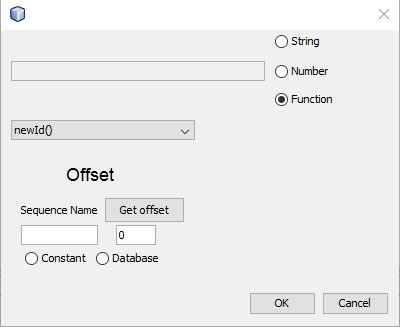 String
Number
Function
newId()
Offset
Sequence Name Get offset
0
Constant Database
OK Cancel